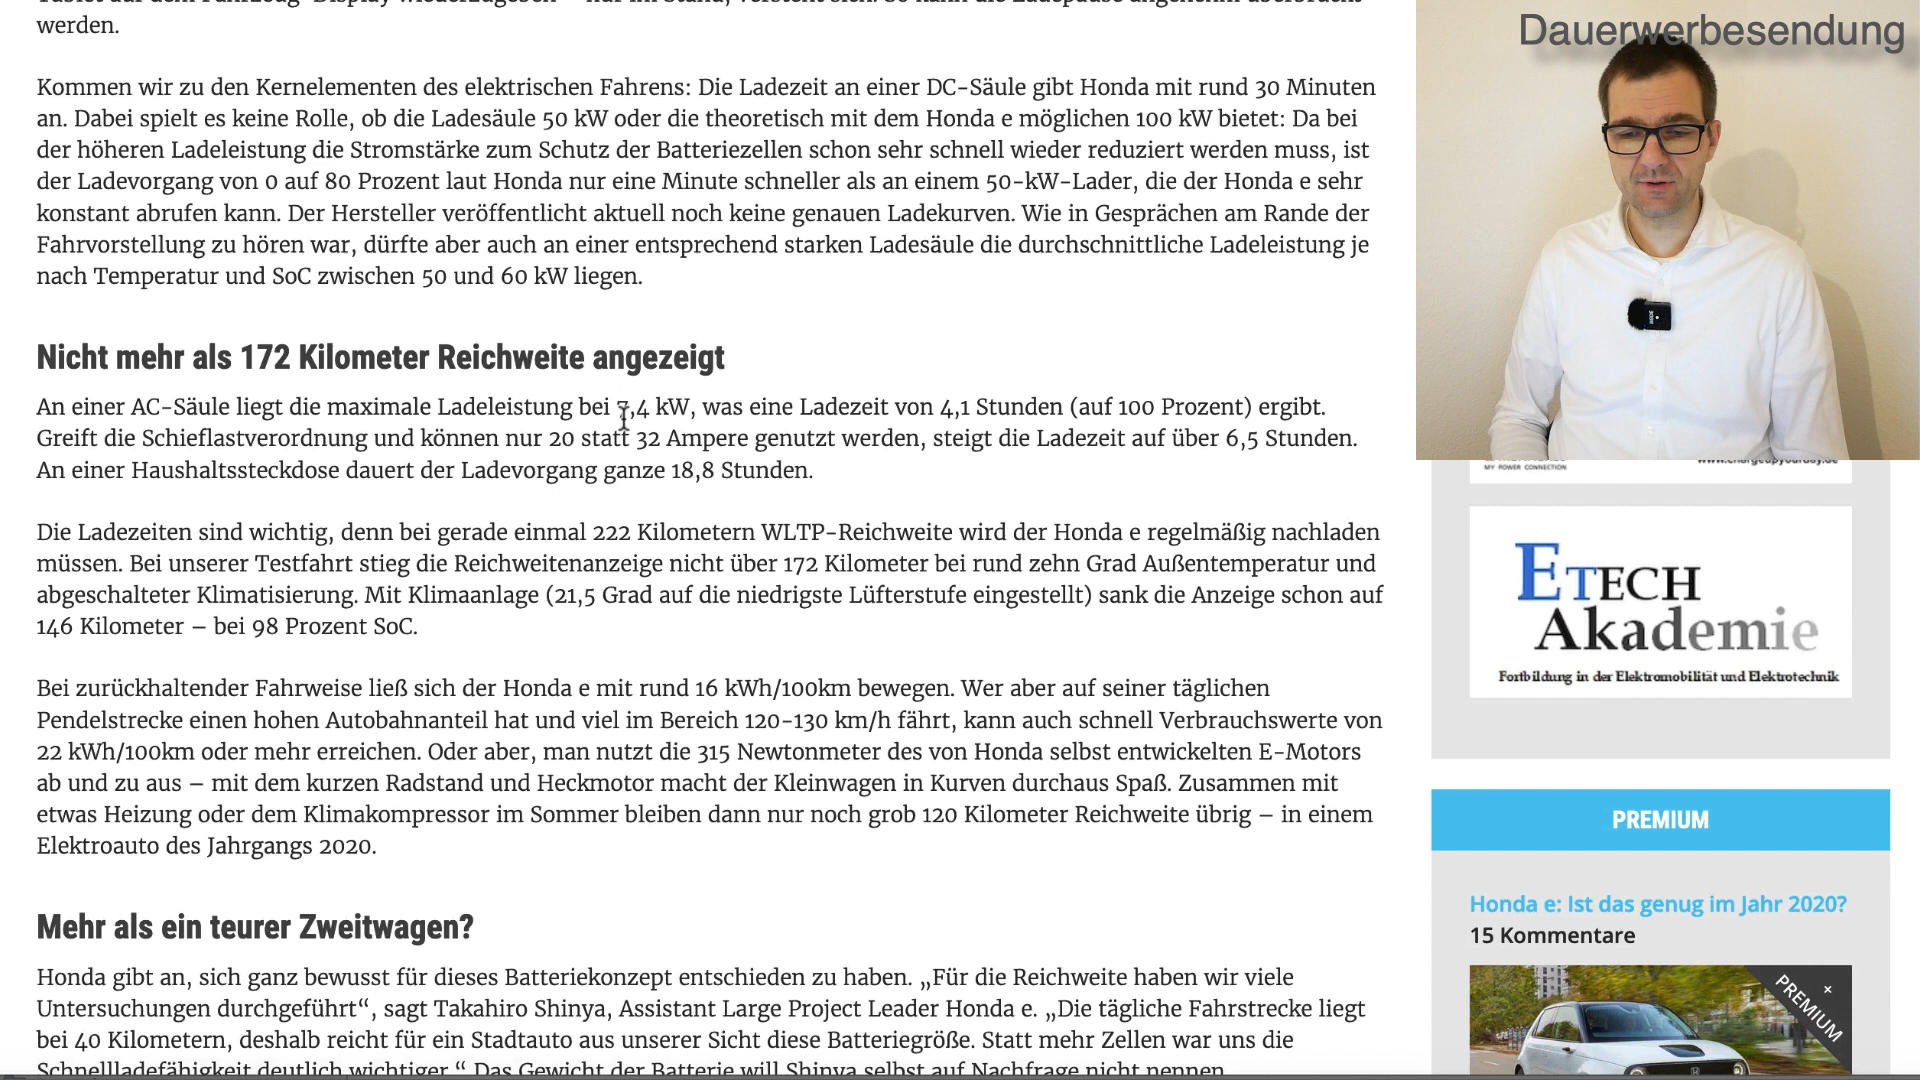 Dauerwerbesendung
werden.
Kommen wir zu den Kernelementen des elektrischen Fahrens: Die Ladezeit an einer DC-Säule gibt Honda mit rund 30 Minuten
an. Dabei spielt es keine Rolle, ob die Ladesäule 50 kW oder die theoretisch mit dem Honda e möglichen 100 kW bietet: Da bei
der höheren Ladeleistung die Stromstärke zum Schutz der Batteriezellen schon sehr schnell wieder reduziert werden muss, ist
der Ladevorgang von 0 auf 80 Prozent laut Honda nur eine Minute schneller als an einem 50-kW-Lader, die der Honda e sehr
konstant abrufen kann. Der Hersteller veröffentlicht aktuell noch keine genauen Ladekurven. Wie in Gesprächen am Rande der
Fahrvorstellung zu hören war, dürfte aber auch an einer entsprechend starken Ladesäule die durchschnittliche Ladeleistung je
nach Temperatur und SoC zwischen 50 und 60 kW liegen.
Nicht mehr als 172 Kilometer Reichweite angezeigt
An einer AC-Säule liegt die maximale Ladeleistung bei 7,4 kW, was eine Ladezeit von 4,1 Stunden (auf 100 Prozent) ergibt.
Greift die Schieflastverordnung und können nur 20 statt 32 Ampere genutzt werden, steigt die Ladezeit auf über 6,5 Stunden.
An einer Haushaltssteckdose dauert der Ladevorgang ganze 18,8 Stunden.
Die Ladezeiten sind wichtig, denn bei gerade einmal 222 Kilometern WLTP-Reichweite wird der Honda e regelmäßig nachladen
müssen. Bei unserer Testfahrt stieg die Reichweitenanzeige nicht über 172 Kilometer bei rund zehn Grad Außentemperatur und
abgeschalteter Klimatisierung. Mit Klimaanlage (21,5 Grad auf die niedrigste Lüfterstufe eingestellt) sank die Anzeige schon auf
146 Kilometer – bei 98 Prozent SoC.
Bei zurückhaltender Fahrweise ließ sich der Honda e mit rund 16 kWh/100km bewegen. Wer aber auf seiner täglichen
Pendelstrecke einen hohen Autobahnanteil hat und viel im Bereich 120-130 km/h fährt, kann auch schnell Verbrauchswerte von
22 kWh/100km oder mehr erreichen. Oder aber, man nutzt die 315 Newtonmeter des von Honda selbst entwickelten E-Motors
ab und zu aus – mit dem kurzen Radstand und Heckmotor macht der Kleinwagen in Kurven durchaus Spaß. Zusammen mit
etwas Heizung oder dem Klimakompressor im Sommer bleiben dann nur noch grob 120 Kilometer Reichweite übrig – in einem
Elektroauto des Jahrgangs 2020.
Mehr als ein teurer Zweitwagen?
Honda gibt an, sich ganz bewusst für dieses Batteriekonzept entschieden zu haben. „Für die Reichweite haben wir viele
Untersuchungen durchgeführt“, sagt Takahiro Shinya, Assistant Large Project Leader Honda e. „Die tägliche Fahrstrecke liegt
bei 40 Kilometern, deshalb reicht für ein Stadtauto aus unserer Sicht diese Batteriegröße. Statt mehr Zellen war uns die
Schnellladefähigkeit deutlich wichtiger.“ Das Gewicht der Batterie will Shinya selbst auf Nachfrage nicht nennen
MY POWER CONNECTION
ETECH
Akademie
Fortbildung in der Elektromobilität und Elektrotechnik
PREMIUM
Honda e: Ist das genug im Jahr 2020?
15 Kommentare
PREMIUM